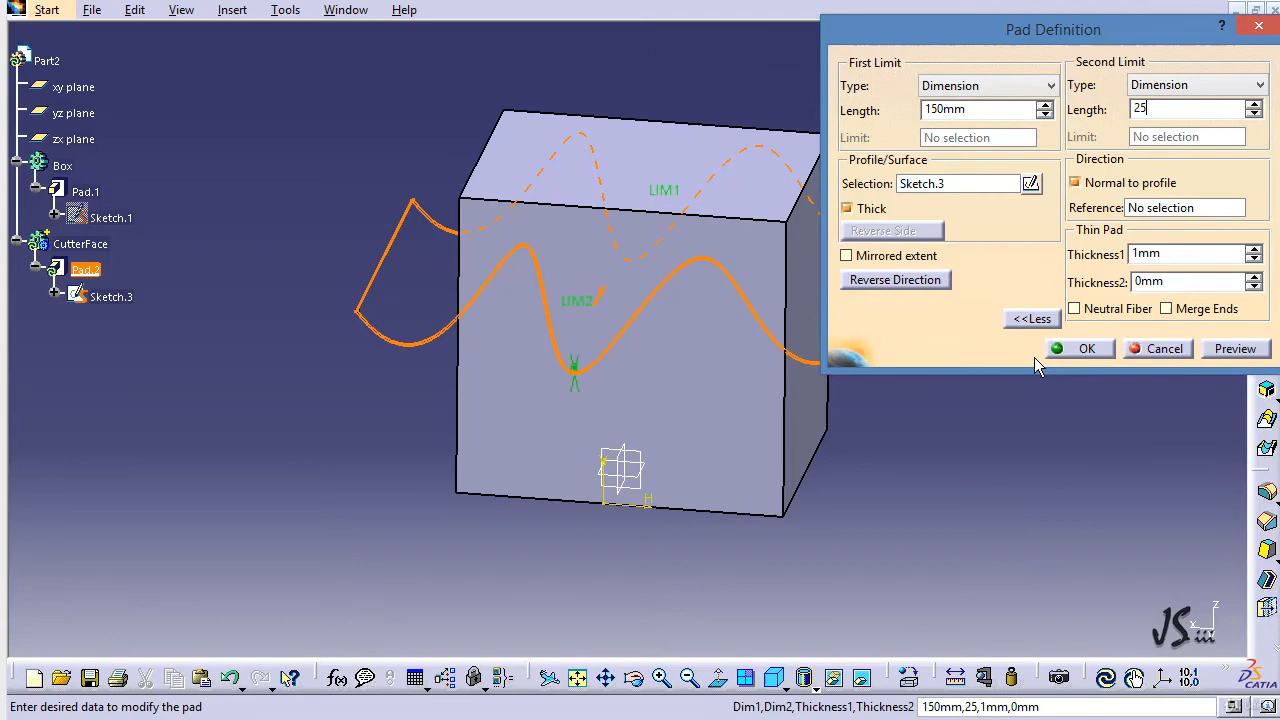 Start File Edit View Insert Tools Window Help
Part2
xy plane
yz plane
zx plane
Box
Pad.1
Sketch.1
CutterFace
Pad.2
Sketch.3
LIM1
LIM2
H
Pad Definition
? ×
First Limit
Type: Dimension
Length: 150mm
Limit: No selection
Profile/Surface
Selection: Sketch.3
Thick
Reverse Side
Mirrored extent
Reverse Direction
<<Less
Second Limit
Type: Dimension
Length: 25
Limit: No selection
Direction
Normal to profile
Reference: No selection
Thin Pad
Thickness1 1mm
Thickness2: 0mm
Neutral Fiber Merge Ends
OK Cancel Preview
JSiii
z
x
f(x)
10:1
10,0
CATIA
Enter desired data to modify the pad
Dim1,Dim2,Thickness1,Thickness2 150mm,25,1mm,0mm